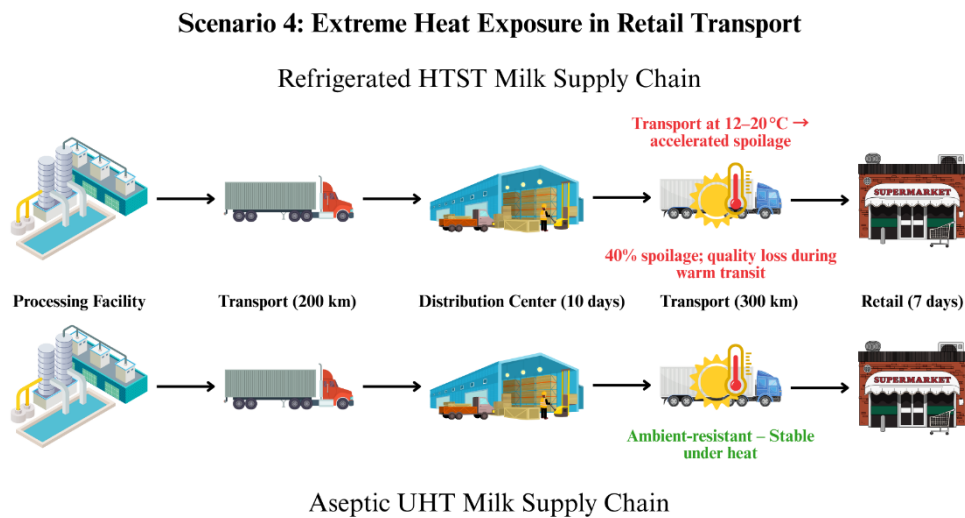 Scenario 4: Extreme Heat Exposure in Retail Transport
Refrigerated HTST Milk Supply Chain
Transport at 12–20 °C →
accelerated spoilage
SUPERMARKET
40% spoilage; quality loss during
warm transit
Processing Facility
Transport (200 km)
Distribution Center (10 days)
Transport (300 km)
Retail (7 days)
SUPERMARKET
Ambient-resistant – Stable
under heat
Aseptic UHT Milk Supply Chain